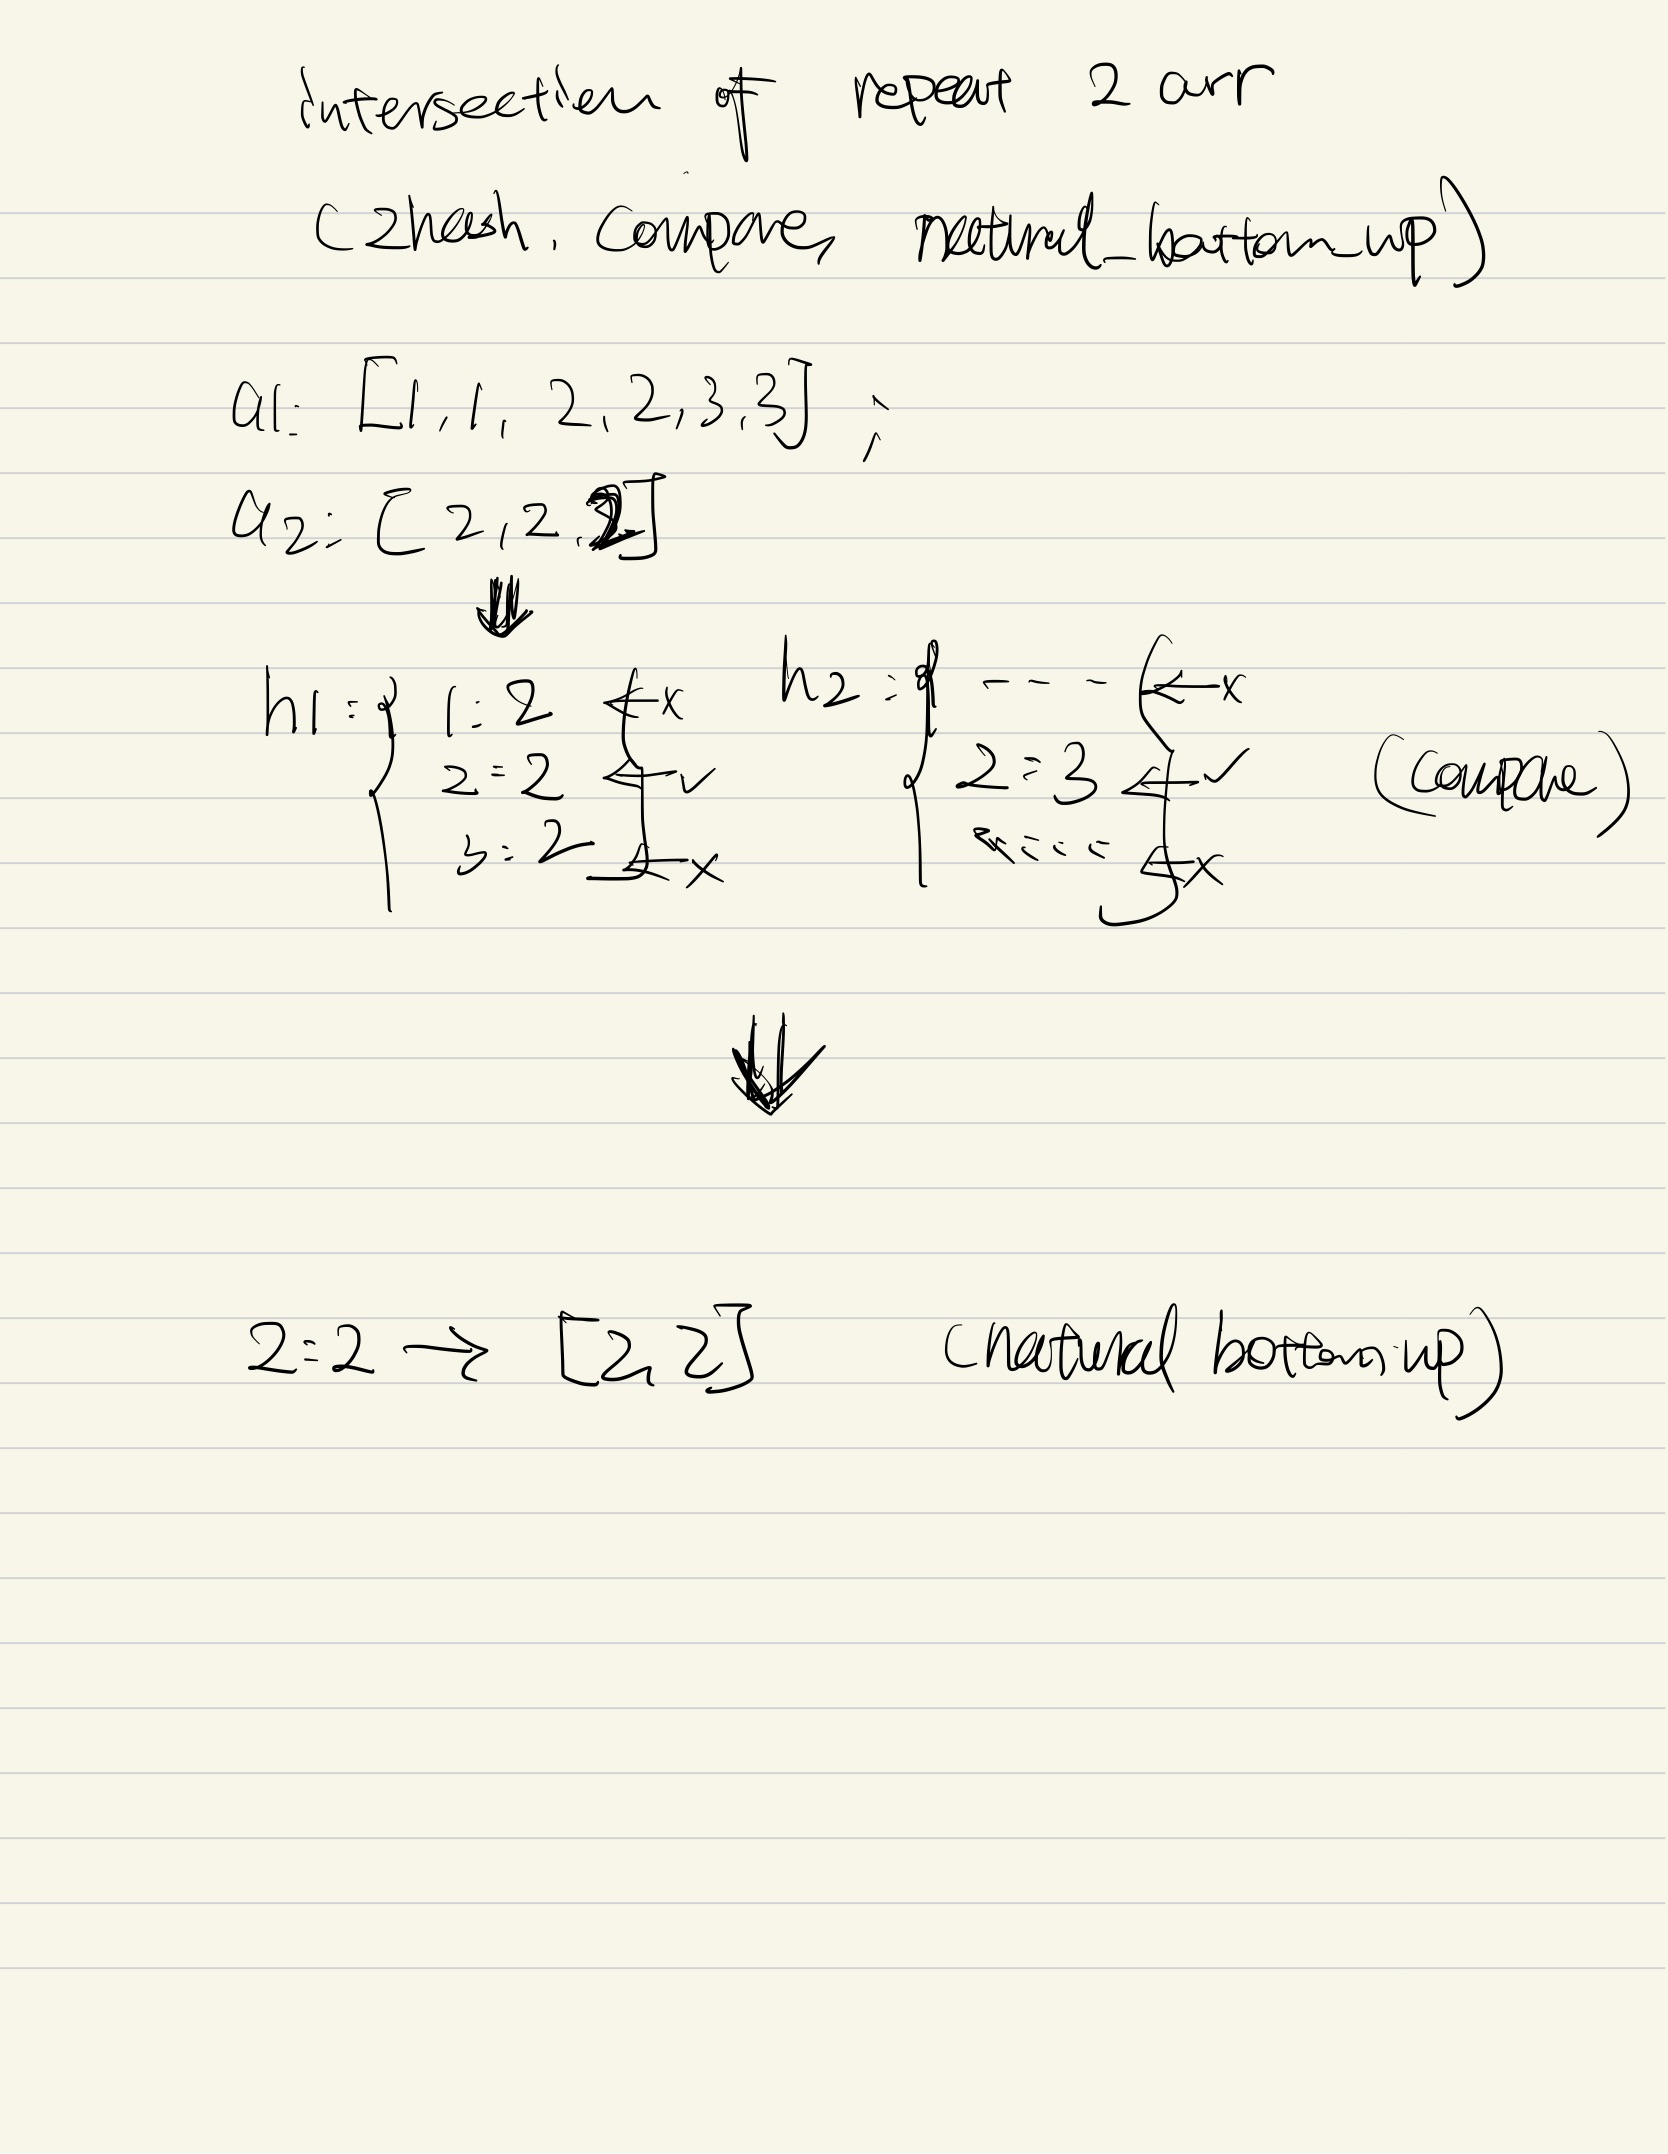 intersection of repeat 2 arr
(2hash, compare, natural_bottom_up)
a1: [1, 1, 2, 2, 3, 3] ;
a2: [2, 2, 2]
h1: { 1: 2 ← x h2: { - - - } ← x
2: 2 ← ✓ 2: 3 ← ✓ (compare)
3: 2 } ← x ← x
2:2 → [2, 2] (natural bottom-up)